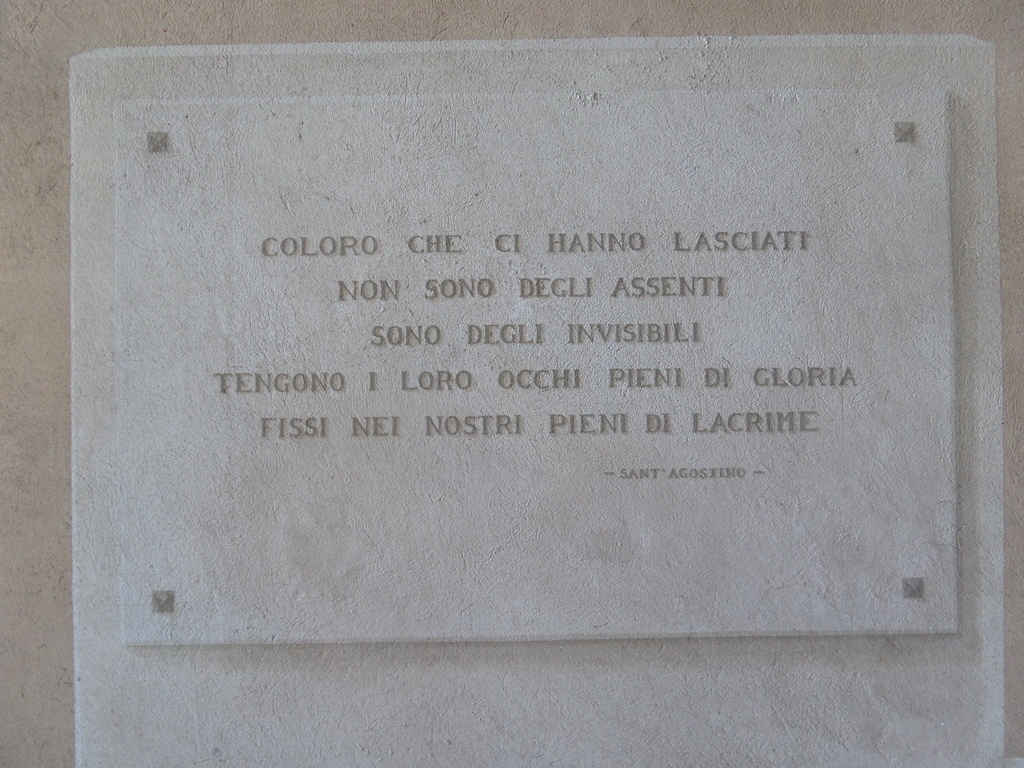 COLORO CHE CI HANNO LASCIATI
NON SONO DEGLI ASSENTI
SONO DEGLI INVISIBILI
TENGONO I LORO OCCHI PIENI DI GLORIA
FISSI NEI NOSTRI PIENI DI LACRIME
- SANT' AGOSTINO -